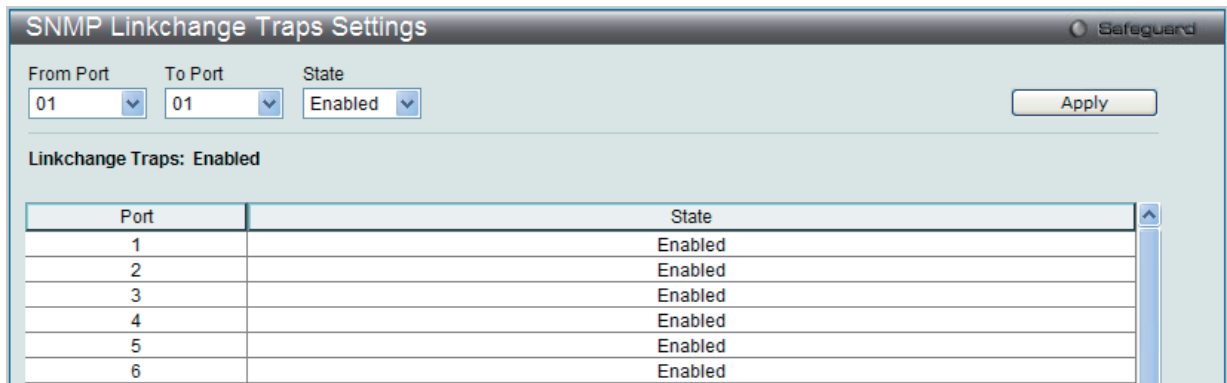 SNMP Linkchange Traps Settings
Safeguard
From Port To Port State
01 01 Enabled Apply
Linkchange Traps: Enabled
Port State
1 Enabled
2 Enabled
3 Enabled
4 Enabled
5 Enabled
6 Enabled